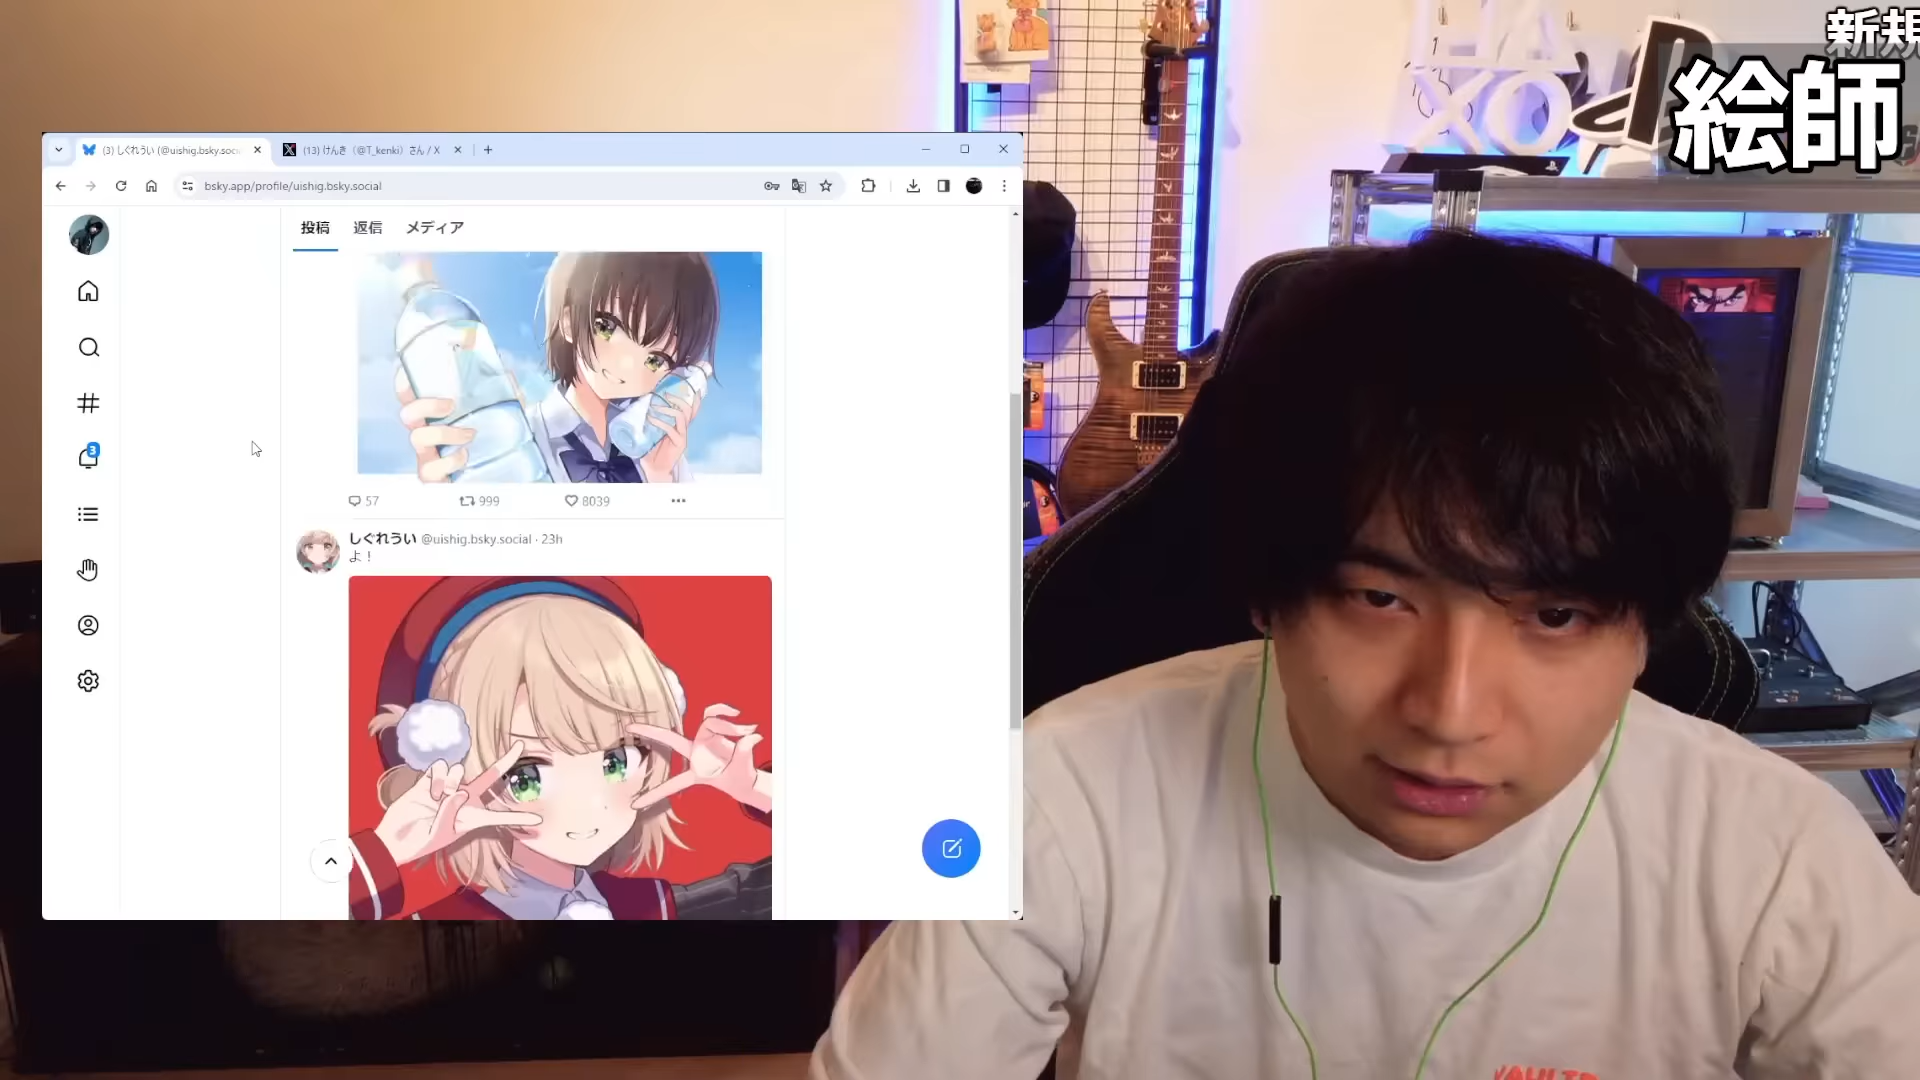 新規
絵師
(3) しぐれうい (@uishig.bsky.soci
(13) けんき（@T_kenki）さん / X
bsky.app/profile/uishig.bsky.social
投稿 返信 メディア
3
57 999 8039
しぐれうい @uishig.bsky.social · 23h
よ！